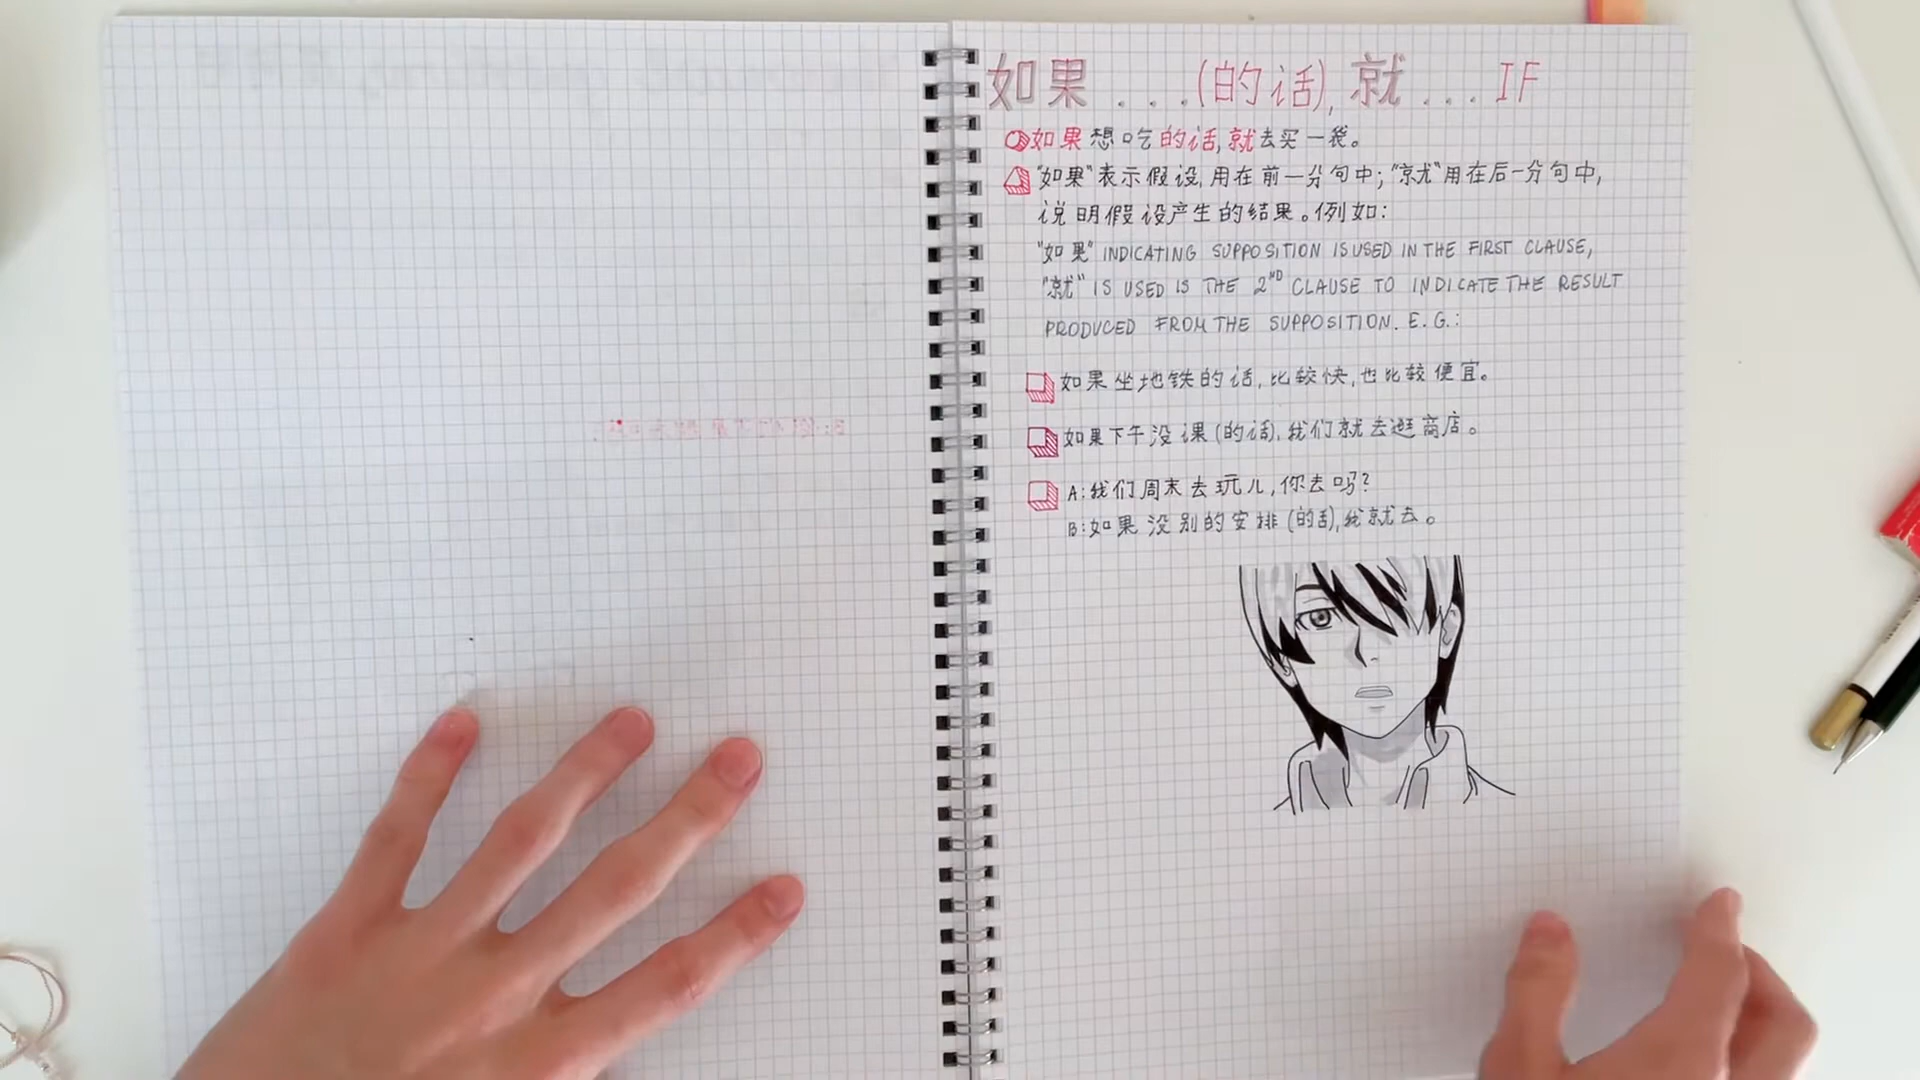 如果...(的话),就...IF
如果想吃的话,就去买一袋。
"如果"表示假设,用在前一分句中;"就"用在后一分句中,
说明假设产生的结果。例如:
"如果" INDICATING SUPPOSITION IS USED IN THE FIRST CLAUSE,
"就" IS USED IS THE 2ND CLAUSE TO INDICATE THE RESULT
PRODUCED FROM THE SUPPOSITION. E.G.:
如果坐地铁的话,比较快,也比较便宜。
如果下午没课(的话),我们就去逛商店。
A:我们周末去玩儿,你去吗?
B:如果没别的安排(的话),我就去。